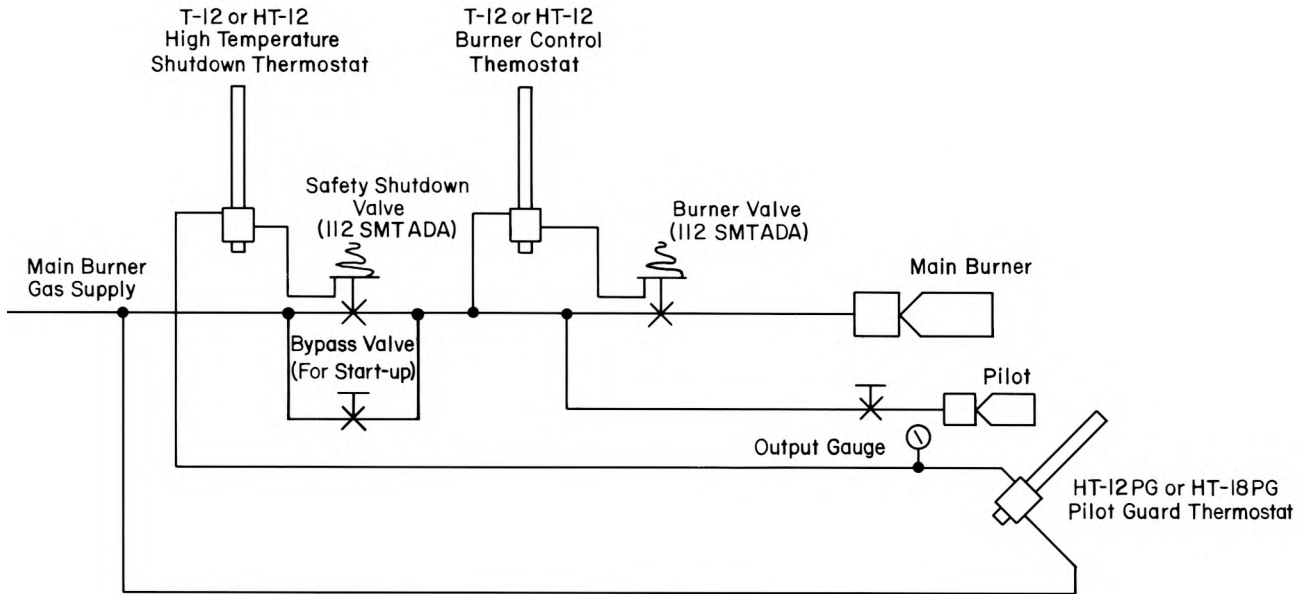 T-12 or HT-12
High Temperature
Shutdown Thermostat
T-12 or HT-12
Burner Control
Themostat
Safety Shutdown
Valve
(112 SMTADA)
Burner Valve
(112 SMTADA)
Main Burner
Gas Supply
Main Burner
Bypass Valve
(For Start-up)
Pilot
Output Gauge
HT-12PG or HT-18PG
Pilot Guard Thermostat